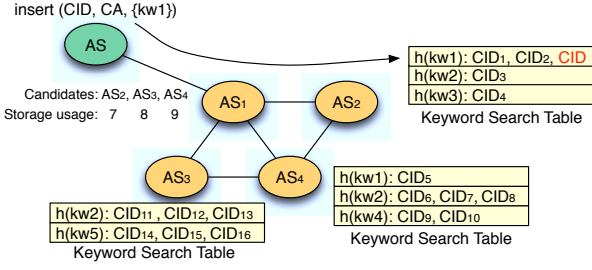 insert (CID, CA, {kw1})
AS
h(kw1): CID₁, CID₂, CID
h(kw2): CID₃
h(kw3): CID₄
Keyword Search Table
Candidates: AS₂, AS₃, AS₄
Storage usage: 7 8 9
AS₁
AS₂
AS₃
AS₄
h(kw1): CID₅
h(kw2): CID₆, CID₇, CID₈
h(kw4): CID₉, CID₁₀
Keyword Search Table
h(kw2): CID₁₁ , CID₁₂, CID₁₃
h(kw5): CID₁₄, CID₁₅, CID₁₆
Keyword Search Table